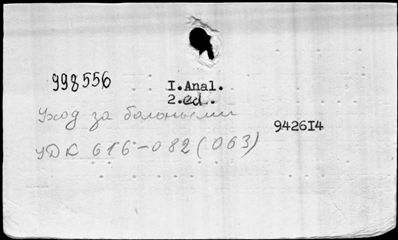 998556
I.Anal.
2.ed.
Уход за больными
942614
УДК 616-082(063)